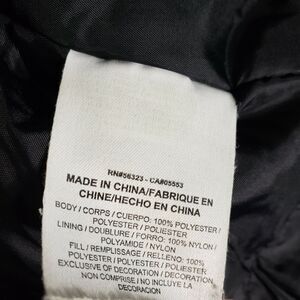 RN#56323 - CA#05553
MADE IN CHINA/FABRIQUE EN
CHINE/HECHO EN CHINA
BODY / CORPS / CUERPO: 100% POLYESTER /
POLYESTER / POLIESTER
LINING / DOUBLURE / FORRO: 100% NYLON /
POLYAMIDE / NYLON
FILL / REMPLISSAGE / RELLENO: 100%
POLYESTER / POLYESTER / POLIESTER
EXCLUSIVE OF DECORATION / DECORATION
NON COMPRISE / NO INCLUYE LA
DECORACION